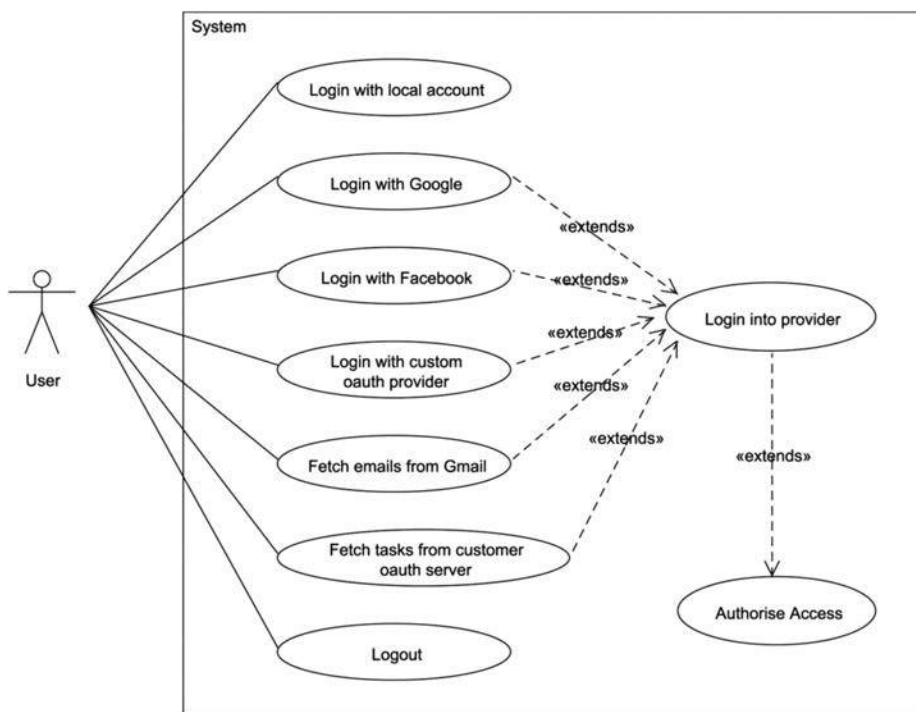 System
Login with local account
Login with Google
«extends»
Login with Facebook
«extends»
Login into provider
«extends»
Login with custom
oauth provider
User
«extends»
«extends»
Fetch emails from Gmail
«extends»
Fetch tasks from customer
oauth server
Authorise Access
Logout